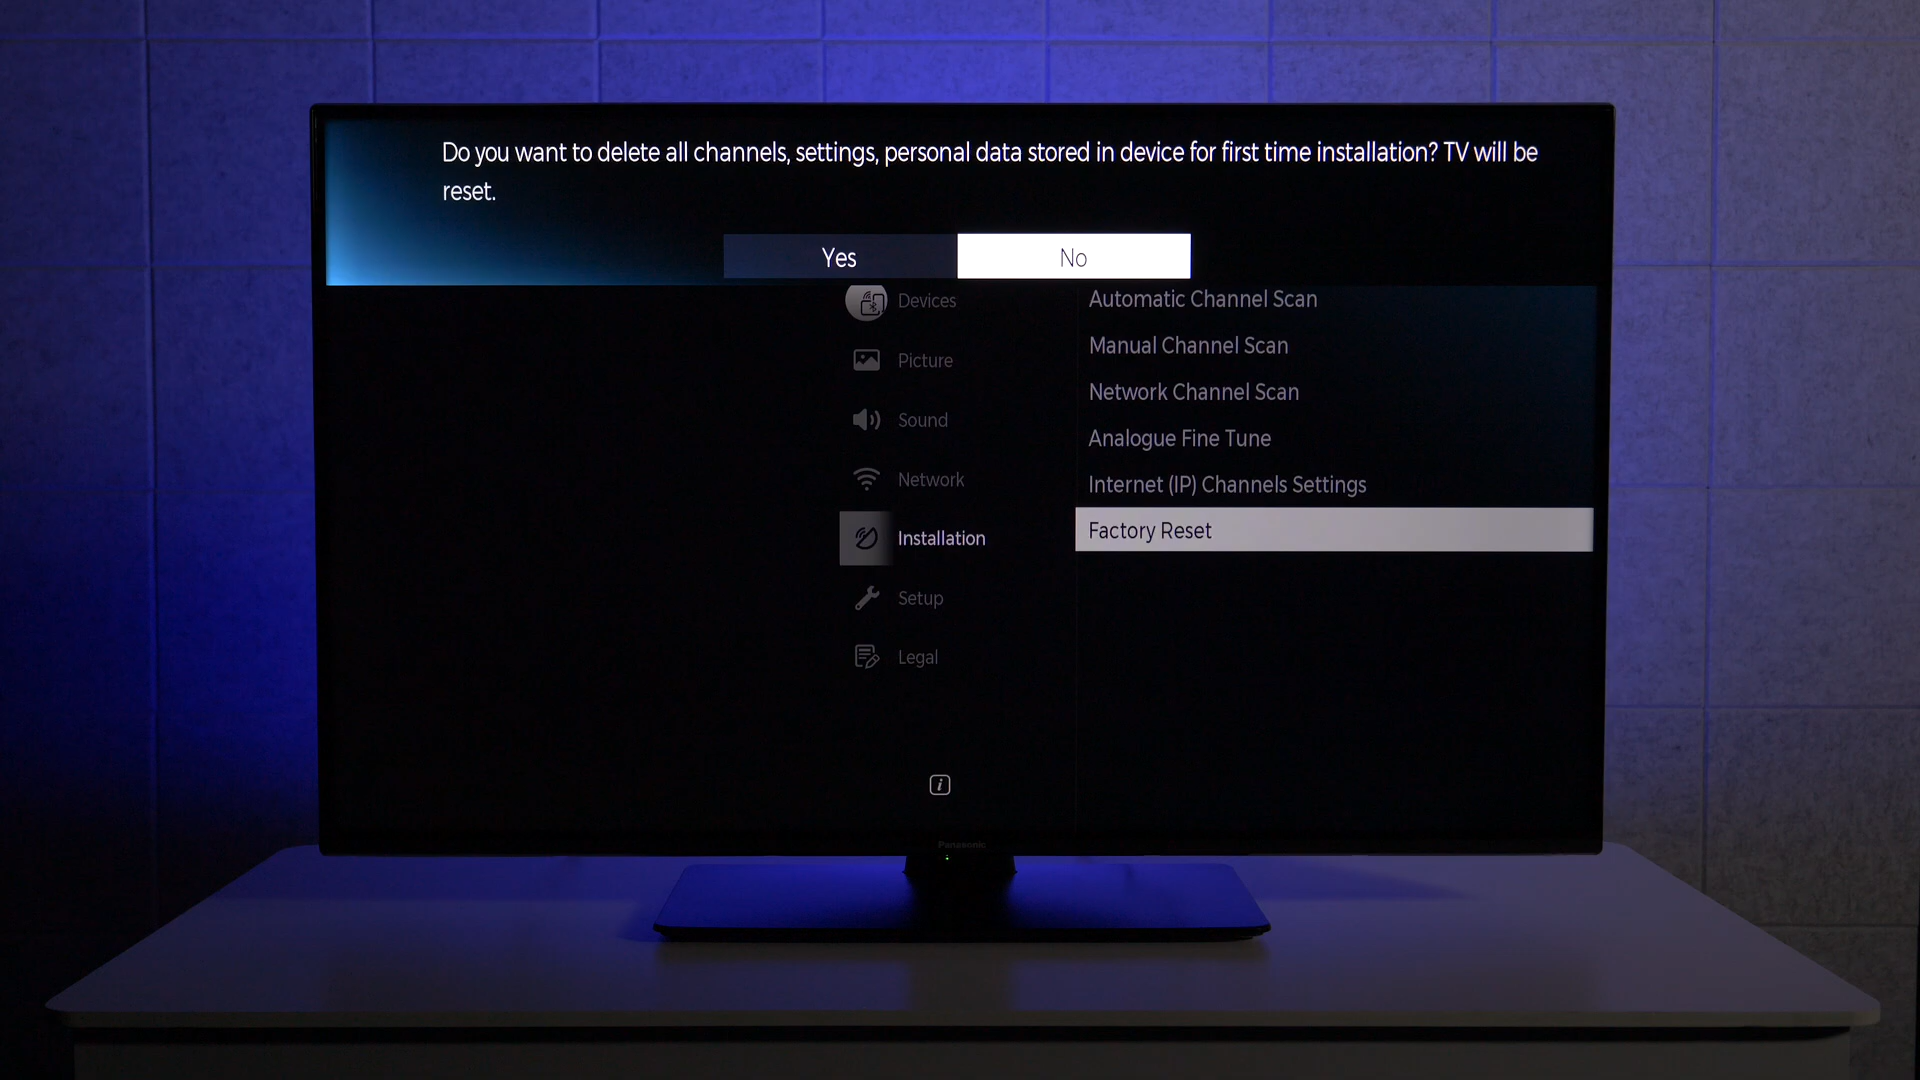 Do you want to delete all channels, settings, personal data stored in device for first time installation? TV will be
reset.
Yes
No
Devices
Picture
Sound
Network
Installation
Setup
Legal
Automatic Channel Scan
Manual Channel Scan
Network Channel Scan
Analogue Fine Tune
Internet (IP) Channels Settings
Factory Reset
i
Panasonic